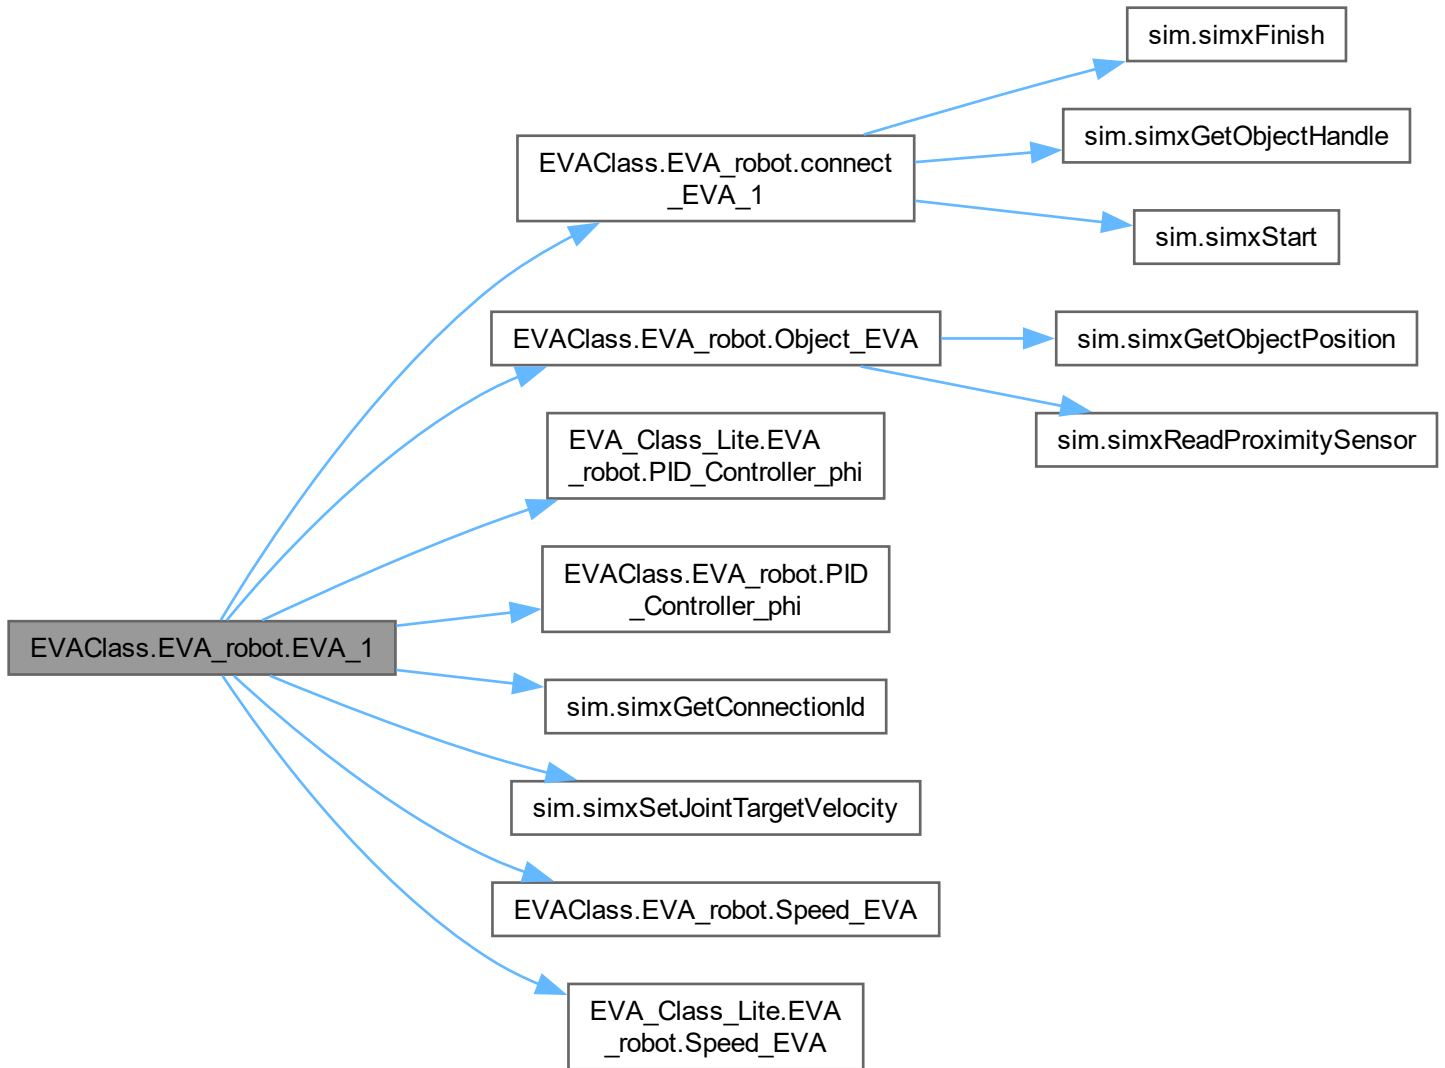 sim.simxFinish
EVAClass.EVA_robot.connect
_EVA_1
sim.simxGetObjectHandle
sim.simxStart
EVAClass.EVA_robot.Object_EVA
sim.simxGetObjectPosition
sim.simxReadProximitySensor
EVA_Class_Lite.EVA
_robot.PID_Controller_phi
EVAClass.EVA_robot.PID
_Controller_phi
EVAClass.EVA_robot.EVA_1
sim.simxGetConnectionId
sim.simxSetJointTargetVelocity
EVAClass.EVA_robot.Speed_EVA
EVA_Class_Lite.EVA
_robot.Speed_EVA